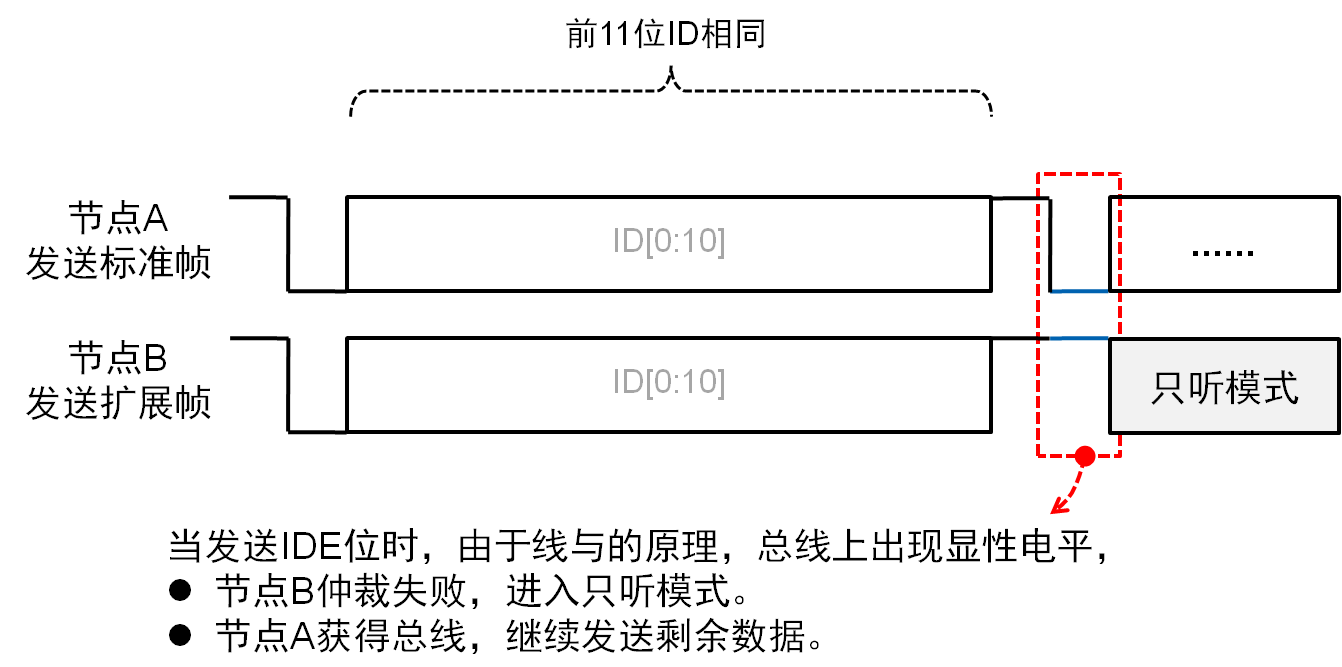 前11位ID相同
节点A
发送标准帧
ID[0:10]
······
节点B
发送扩展帧
ID[0:10]
只听模式
当发送IDE位时，由于线与的原理，总线上出现显性电平，
● 节点B仲裁失败，进入只听模式。
● 节点A获得总线，继续发送剩余数据。